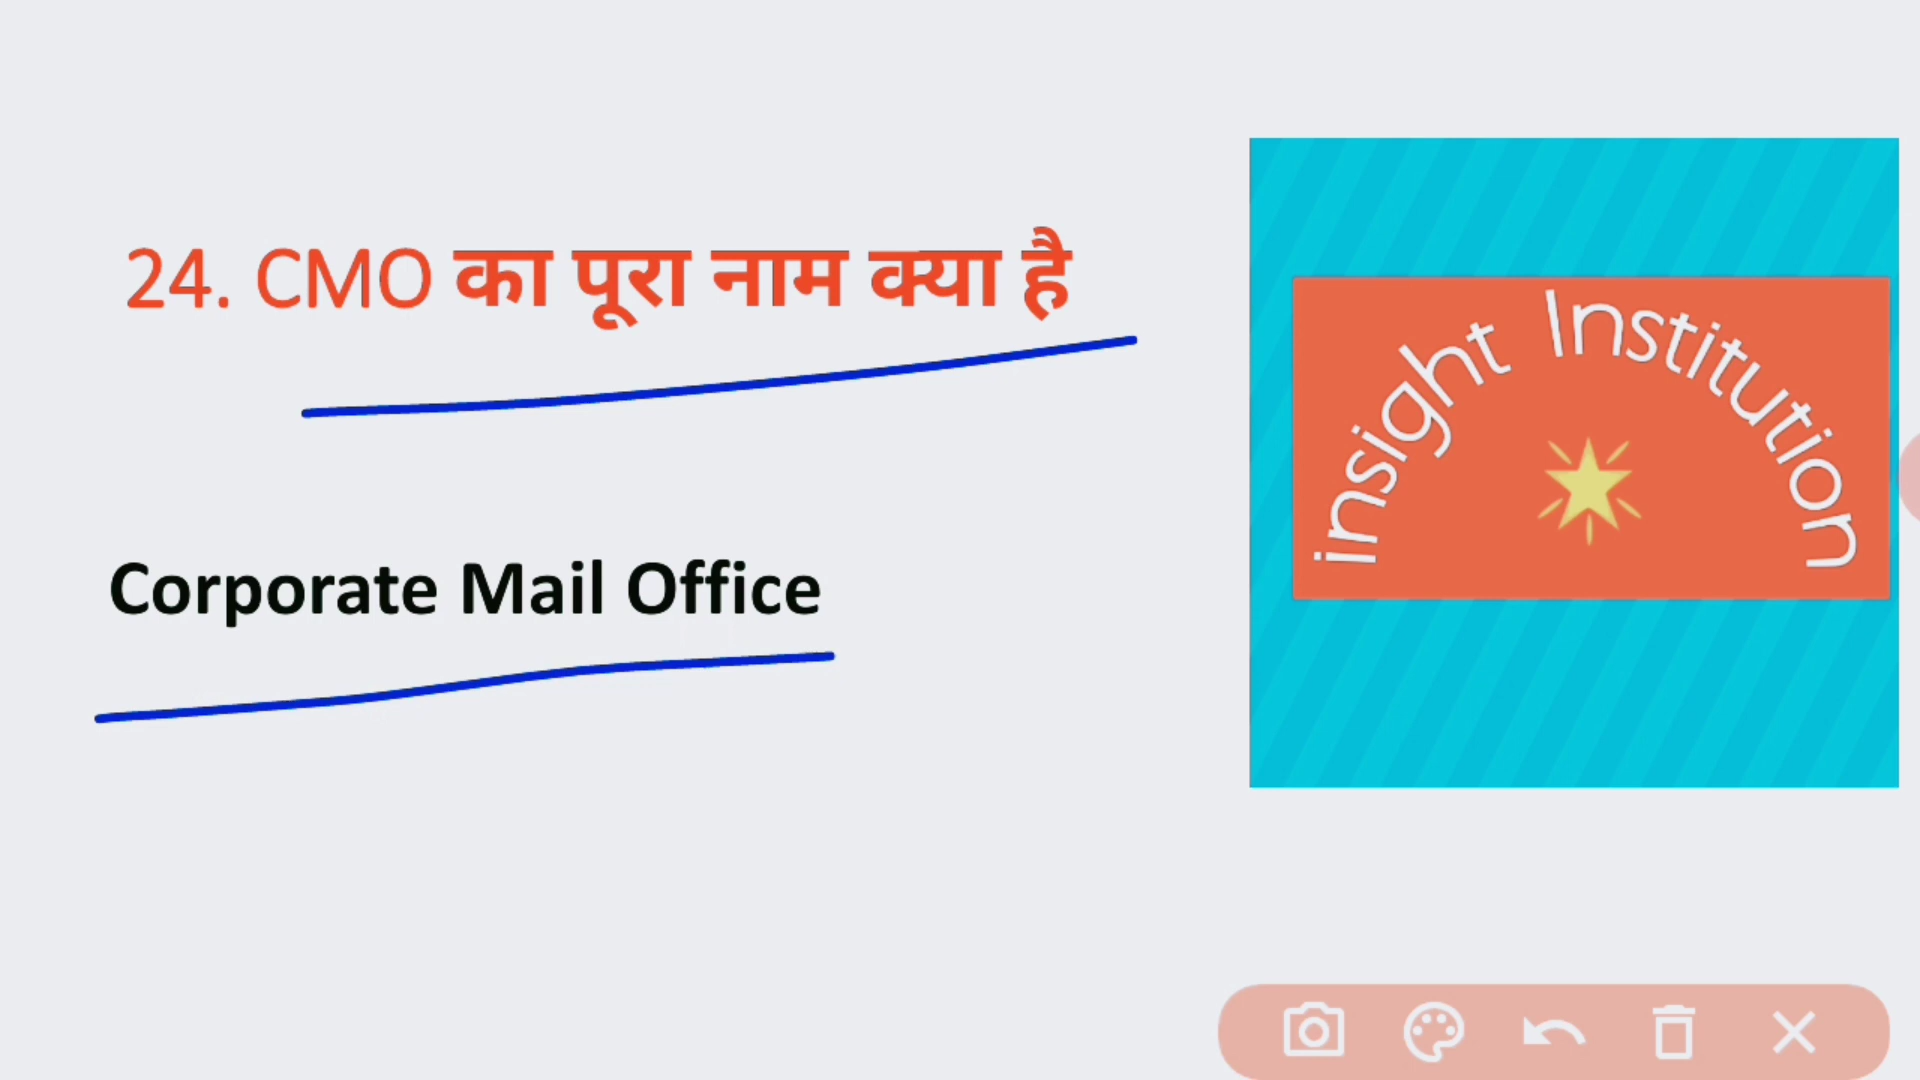 24. CMO का पूरा नाम क्या है
Corporate Mail Office
insight Institution